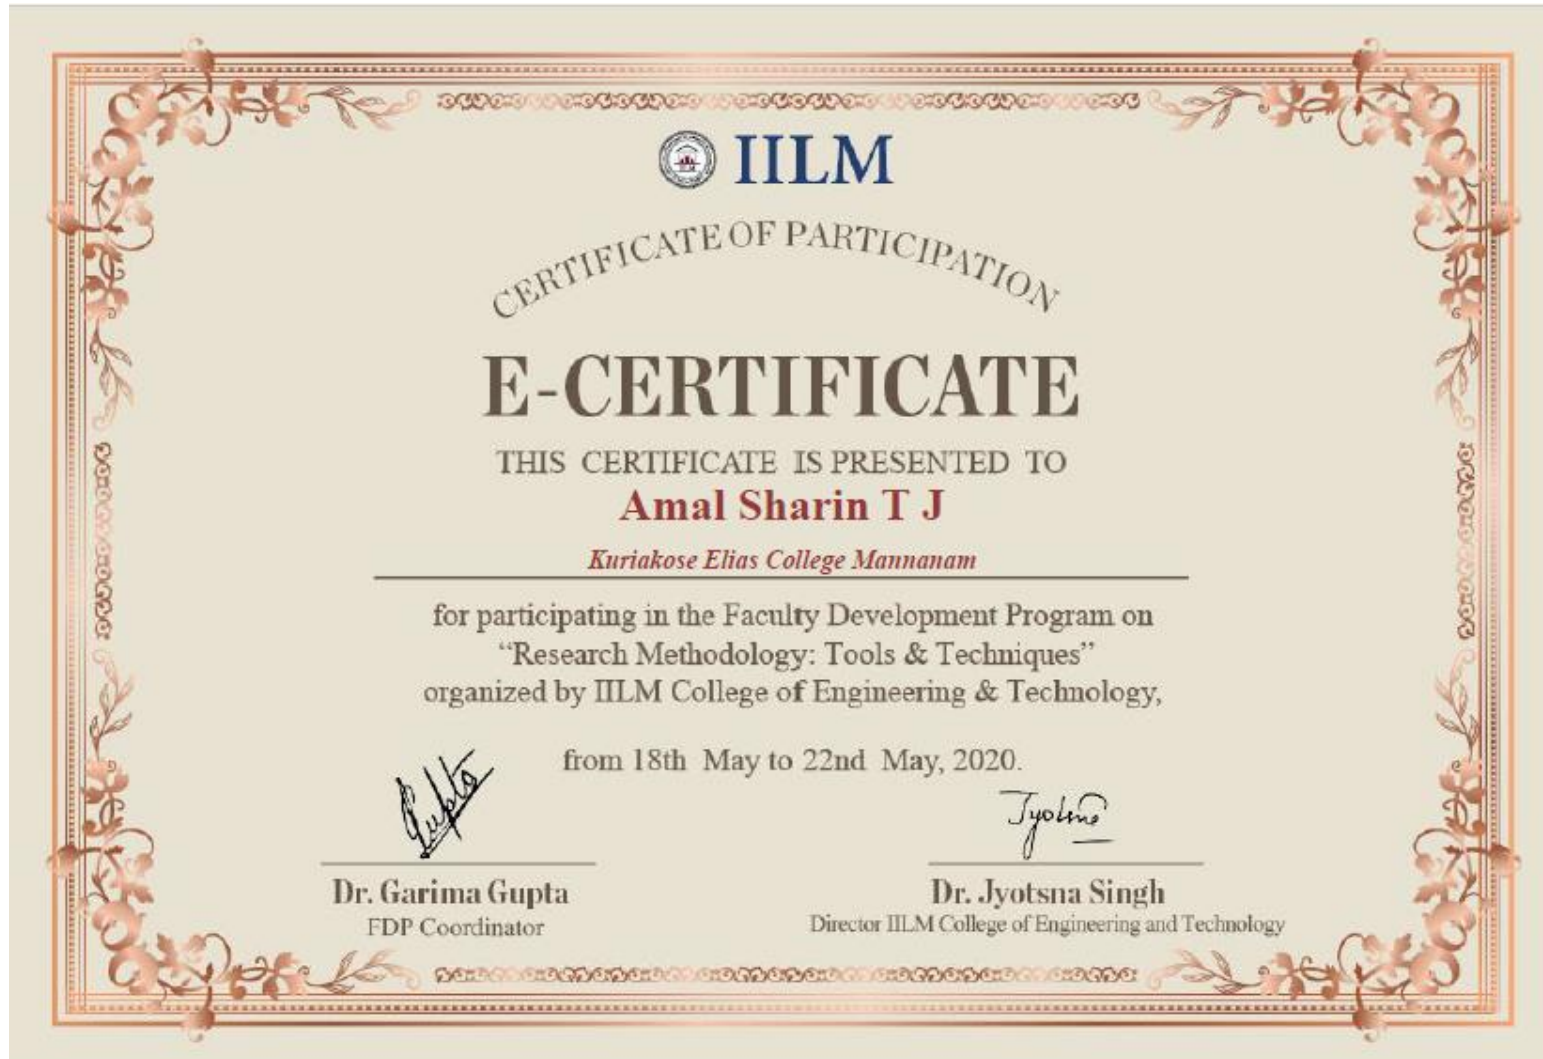 IILM
CERTIFICATE OF PARTICIPATION
E-CERTIFICATE
THIS CERTIFICATE IS PRESENTED TO
Amal Sharin T J
Kuriakose Elias College Mannanam
for participating in the Faculty Development Program on
“Research Methodology: Tools & Techniques”
organized by IILM College of Engineering & Technology,
from 18th May to 22nd May, 2020.
Gupta
Jyotsna
Dr. Garima Gupta
FDP Coordinator
Dr. Jyotsna Singh
Director IILM College of Engineering and Technology